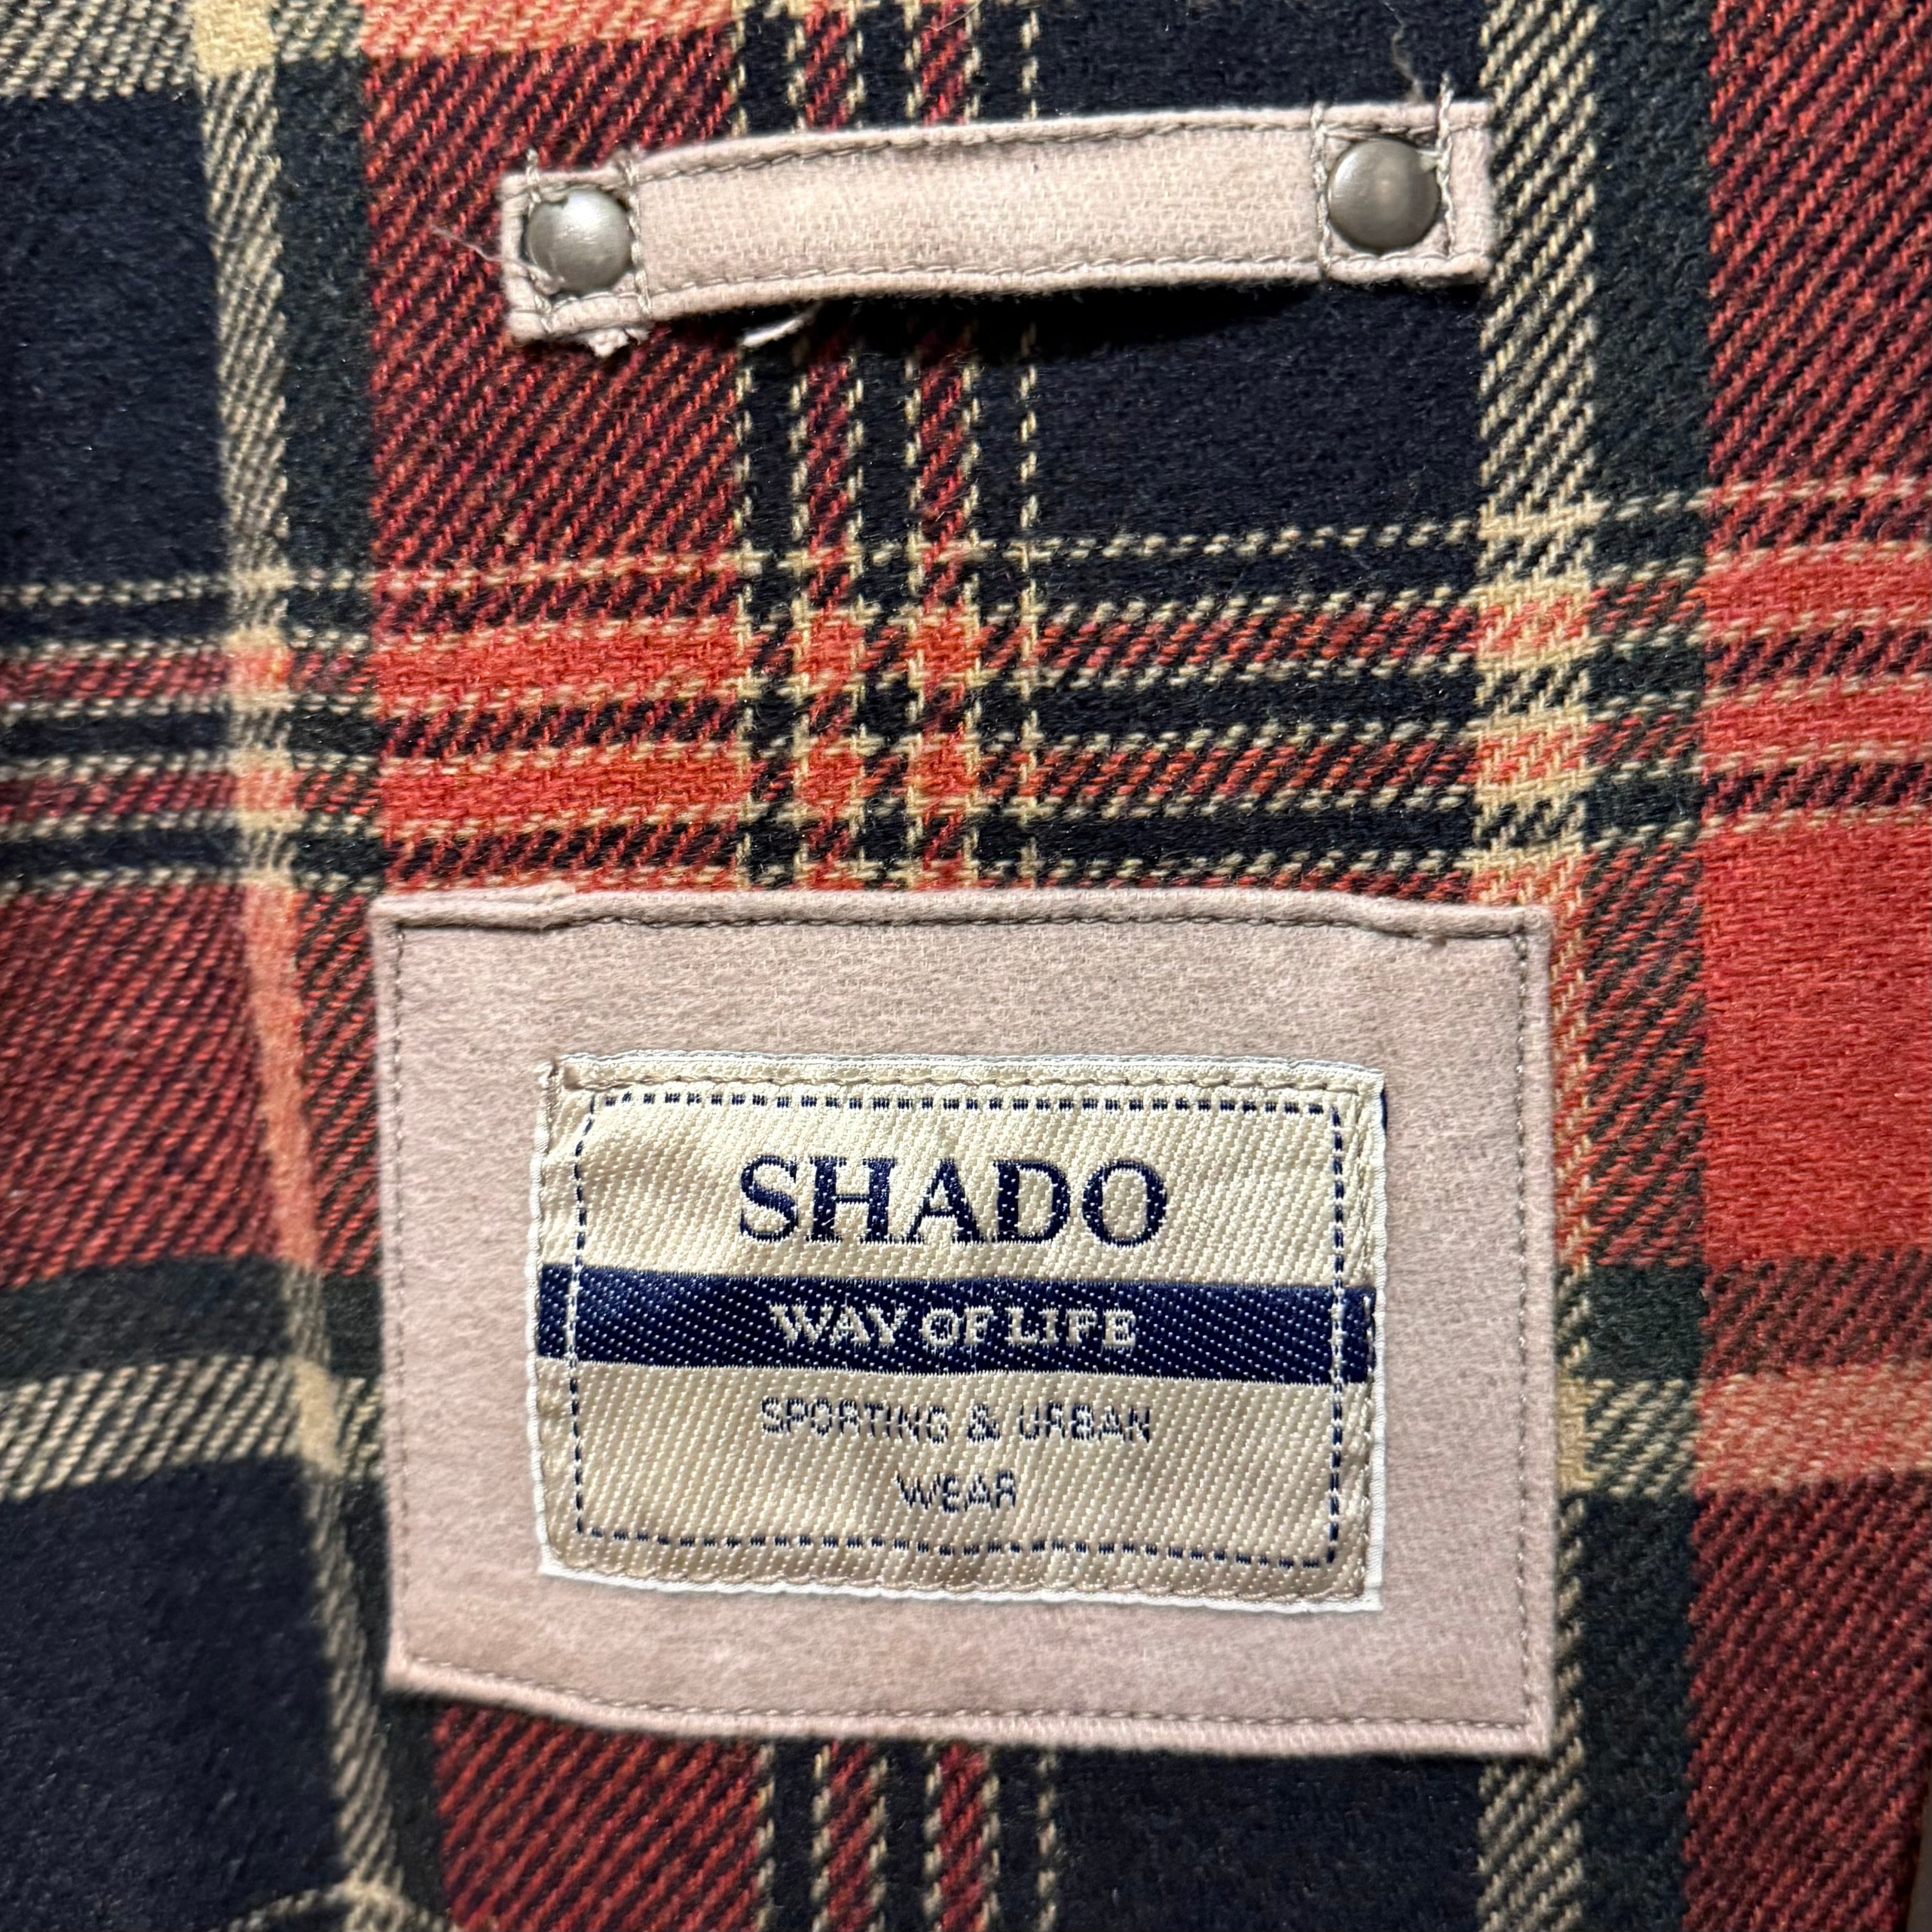 SHADO
WAY OF LIFE
SPORTING & URBAN
WEAR